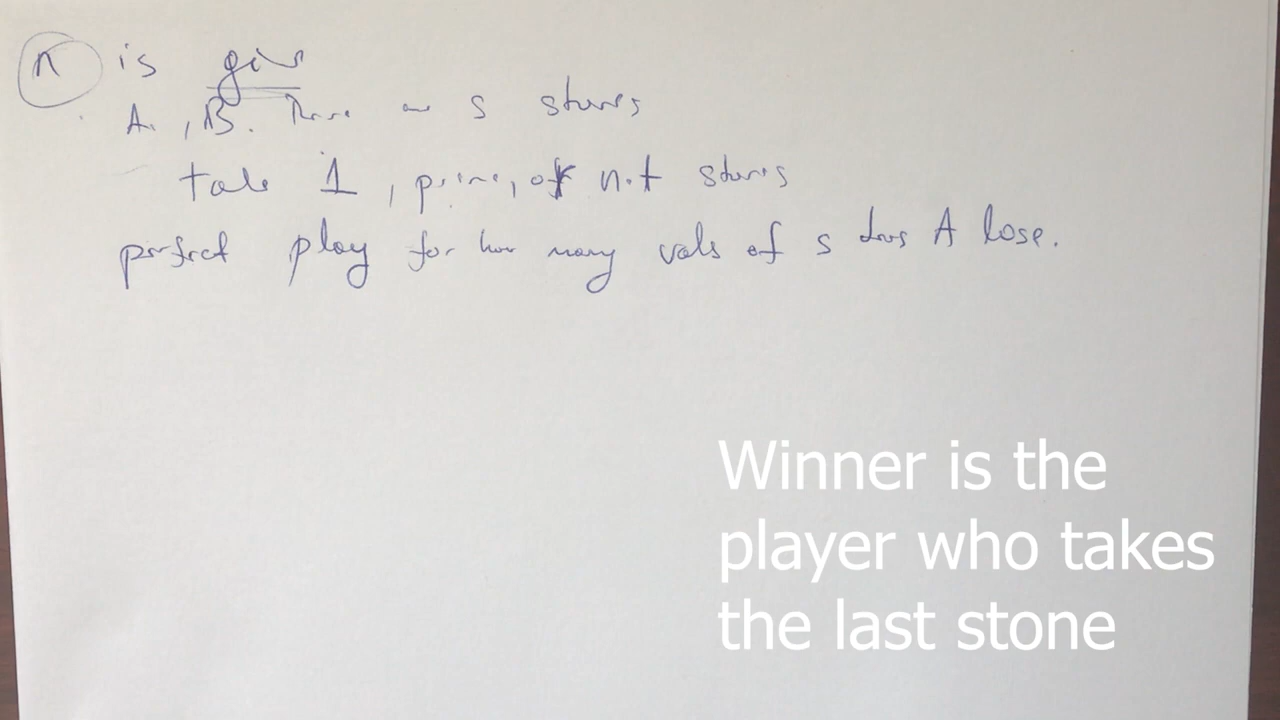 n is giv
A, B. There are s stones
take 1, prime, or n.t stones
perfect play for how many vals of s does A lose.
Winner is the
player who takes
the last stone